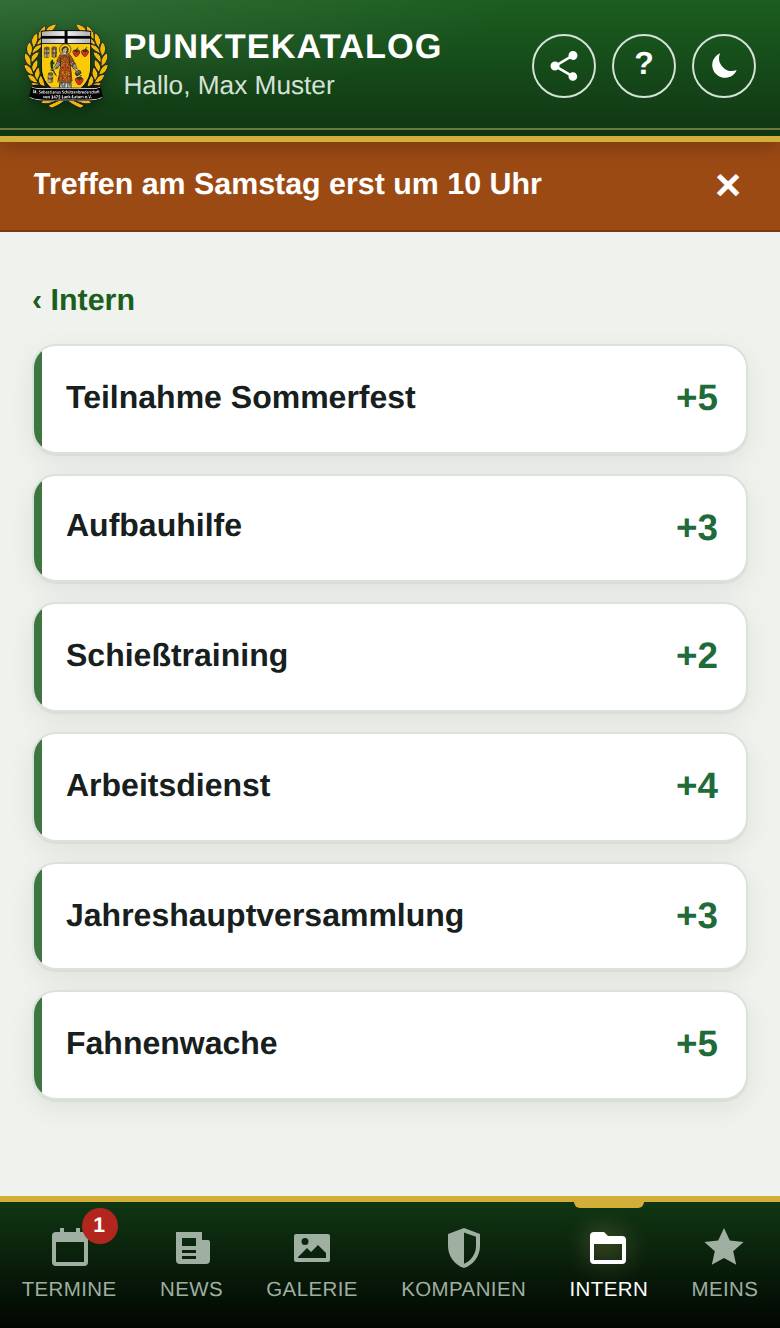 PUNKTEKATALOG
Hallo, Max Muster
?
Treffen am Samstag erst um 10 Uhr
×
‹ Intern
Teilnahme Sommerfest +5
Aufbauhilfe +3
Schießtraining +2
Arbeitsdienst +4
Jahreshauptversammlung +3
Fahnenwache +5
1
TERMINE NEWS GALERIE KOMPANIEN INTERN MEINS